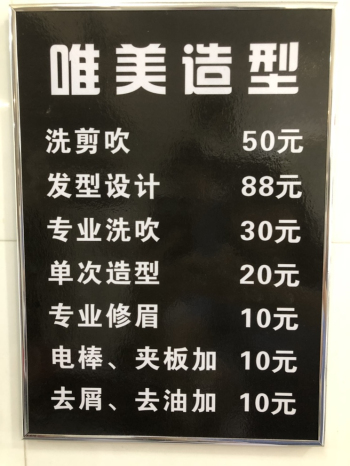 唯美造型
洗剪吹 50元
发型设计 88元
专业洗吹 30元
单次造型 20元
专业修眉 10元
电棒、夹板加 10元
去屑、去油加 10元